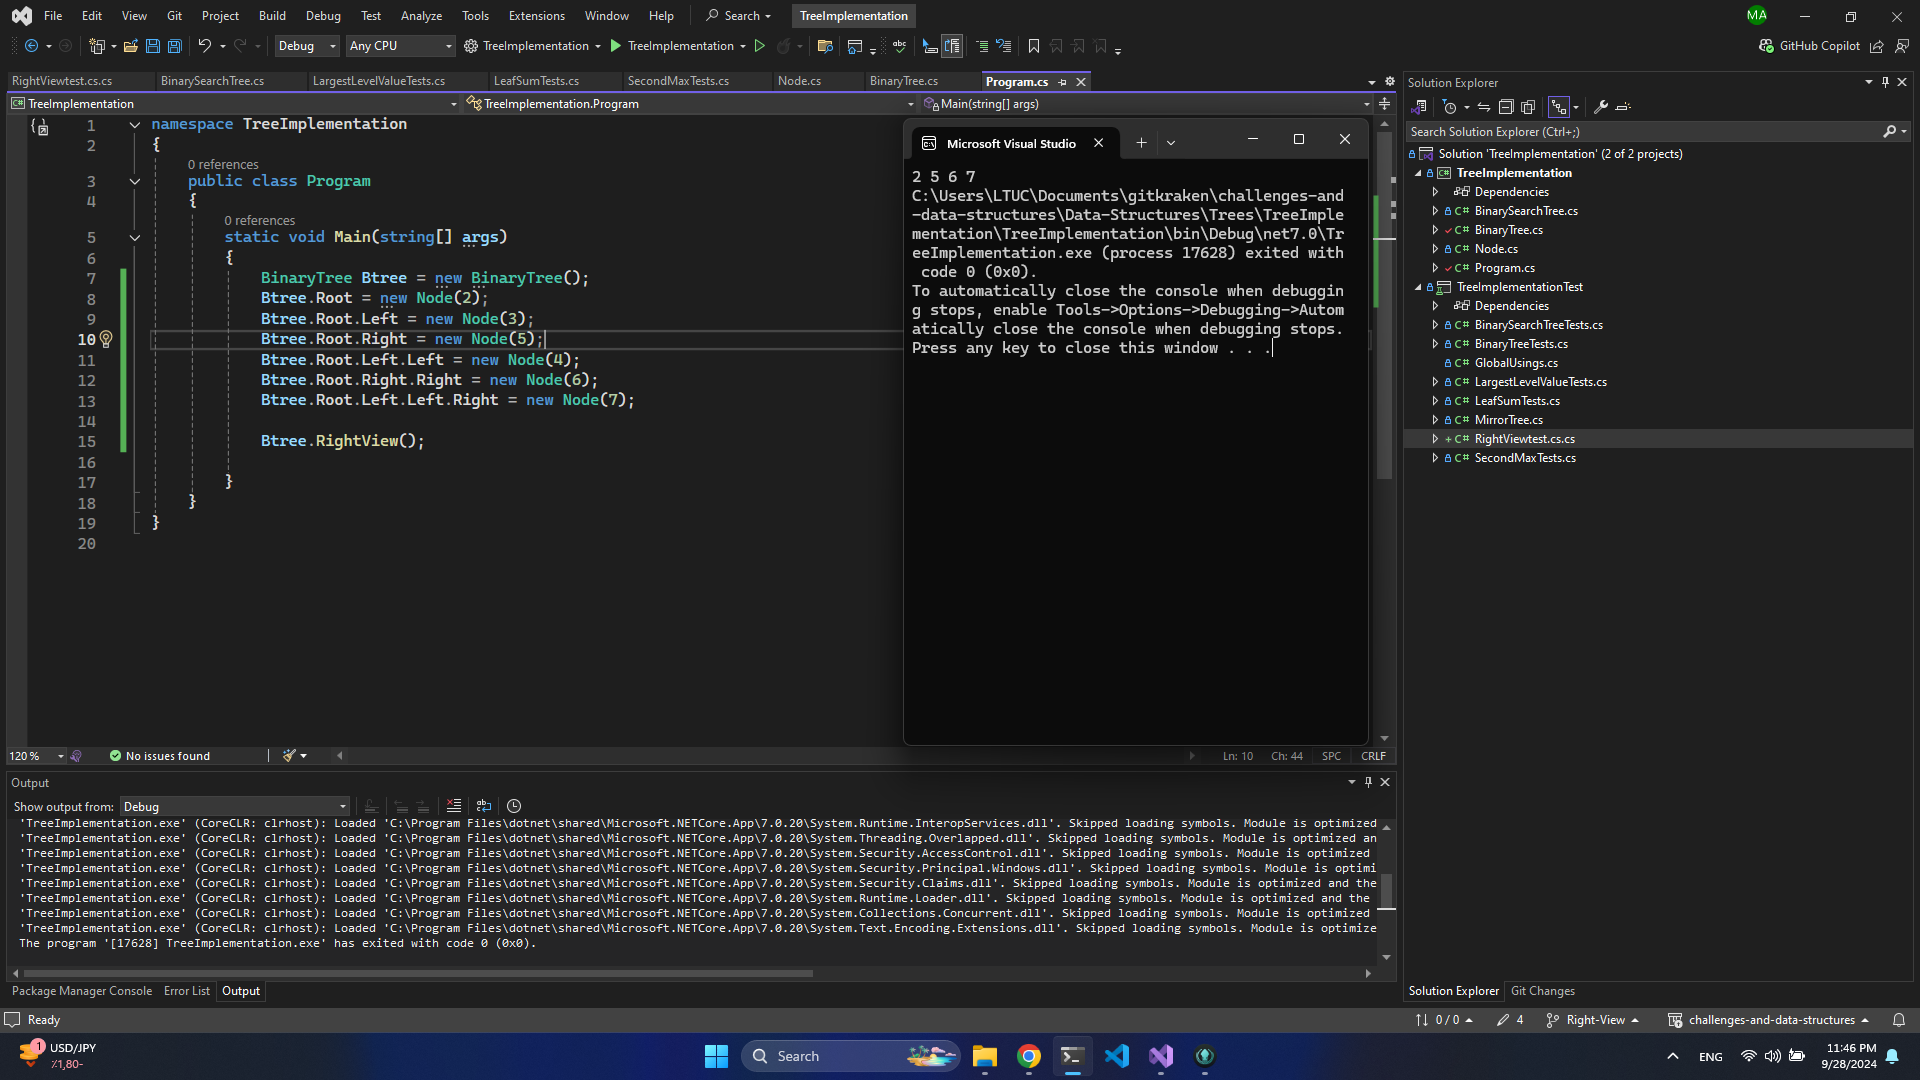 File Edit View Git Project Build Debug Test Analyze Tools Extensions Window Help Search TreeImplementation MA
Debug Any CPU TreeImplementation TreeImplementation GitHub Copilot
RightViewtest.cs.cs BinarySearchTree.cs LargestLevelValueTests.cs LeafSumTests.cs SecondMaxTests.cs Node.cs BinaryTree.cs Program.cs
TreeImplementation TreeImplementation.Program Main(string[] args)
1 namespace TreeImplementation
2 {
0 references
3 public class Program
4 {
0 references
5 static void Main(string[] args)
6 {
7 BinaryTree Btree = new BinaryTree();
8 Btree.Root = new Node(2);
9 Btree.Root.Left = new Node(3);
10 Btree.Root.Right = new Node(5);
11 Btree.Root.Left.Left = new Node(4);
12 Btree.Root.Right.Right = new Node(6);
13 Btree.Root.Left.Left.Right = new Node(7);
14
15 Btree.RightView();
16
17 }
18 }
19 }
20
Microsoft Visual Studio
2 5 6 7
C:\Users\LTUC\Documents\gitkraken\challenges-and
-data-structures\Data-Structures\Trees\TreeImple
mentation\TreeImplementation\bin\Debug\net7.0\Tr
eeImplementation.exe (process 17628) exited with
code 0 (0x0).
To automatically close the console when debuggin
g stops, enable Tools->Options->Debugging->Autom
atically close the console when debugging stops.
Press any key to close this window . . .
120 % No issues found Ln: 10 Ch: 44 SPC CRLF
Output
Show output from: Debug
'TreeImplementation.exe' (CoreCLR: clrhost): Loaded 'C:\Program Files\dotnet\shared\Microsoft.NETCore.App\7.0.20\System.Runtime.InteropServices.dll'. Skipped loading symbols. Module is optimized
'TreeImplementation.exe' (CoreCLR: clrhost): Loaded 'C:\Program Files\dotnet\shared\Microsoft.NETCore.App\7.0.20\System.Threading.Overlapped.dll'. Skipped loading symbols. Module is optimized an
'TreeImplementation.exe' (CoreCLR: clrhost): Loaded 'C:\Program Files\dotnet\shared\Microsoft.NETCore.App\7.0.20\System.Security.AccessControl.dll'. Skipped loading symbols. Module is optimized
'TreeImplementation.exe' (CoreCLR: clrhost): Loaded 'C:\Program Files\dotnet\shared\Microsoft.NETCore.App\7.0.20\System.Security.Principal.Windows.dll'. Skipped loading symbols. Module is optimi
'TreeImplementation.exe' (CoreCLR: clrhost): Loaded 'C:\Program Files\dotnet\shared\Microsoft.NETCore.App\7.0.20\System.Security.Claims.dll'. Skipped loading symbols. Module is optimized and the
'TreeImplementation.exe' (CoreCLR: clrhost): Loaded 'C:\Program Files\dotnet\shared\Microsoft.NETCore.App\7.0.20\System.Runtime.Loader.dll'. Skipped loading symbols. Module is optimized and the
'TreeImplementation.exe' (CoreCLR: clrhost): Loaded 'C:\Program Files\dotnet\shared\Microsoft.NETCore.App\7.0.20\System.Collections.Concurrent.dll'. Skipped loading symbols. Module is optimized
'TreeImplementation.exe' (CoreCLR: clrhost): Loaded 'C:\Program Files\dotnet\shared\Microsoft.NETCore.App\7.0.20\System.Text.Encoding.Extensions.dll'. Skipped loading symbols. Module is optimize
The program '[17628] TreeImplementation.exe' has exited with code 0 (0x0).
Package Manager Console Error List Output
Solution Explorer
Search Solution Explorer (Ctrl+;)
Solution 'TreeImplementation' (2 of 2 projects)
TreeImplementation
Dependencies
C# BinarySearchTree.cs
C# BinaryTree.cs
C# Node.cs
C# Program.cs
TreeImplementationTest
Dependencies
C# BinarySearchTreeTests.cs
C# BinaryTreeTests.cs
C# GlobalUsings.cs
C# LargestLevelValueTests.cs
C# LeafSumTests.cs
C# MirrorTree.cs
C# RightViewtest.cs.cs
C# SecondMaxTests.cs
Solution Explorer Git Changes
Ready 0 / 0 4 Right-View challenges-and-data-structures
1 USD/JPY
٪1,80-
Search
ENG
11:46 PM
9/28/2024